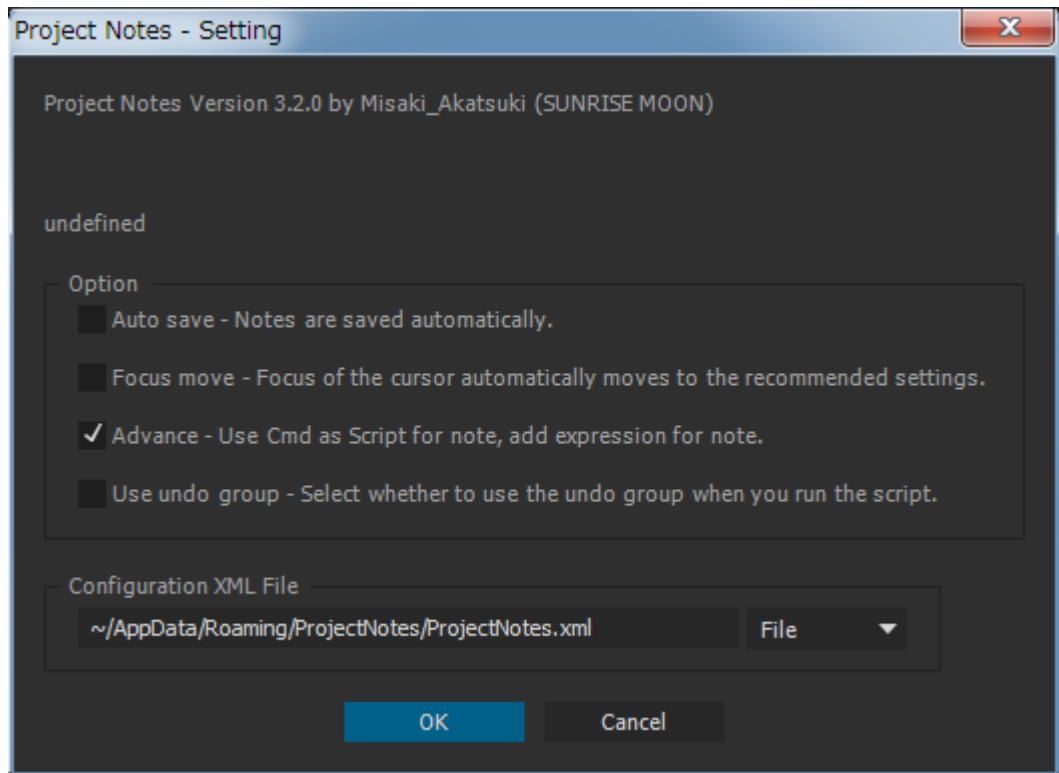 Project Notes - Setting
Project Notes Version 3.2.0 by Misaki_Akatsuki (SUNRISE MOON)
undefined
Option
Auto save - Notes are saved automatically.
Focus move - Focus of the cursor automatically moves to the recommended settings.
Advance - Use Cmd as Script for note, add expression for note.
Use undo group - Select whether to use the undo group when you run the script.
Configuration XML File
~/AppData/Roaming/ProjectNotes/ProjectNotes.xml File
OK Cancel